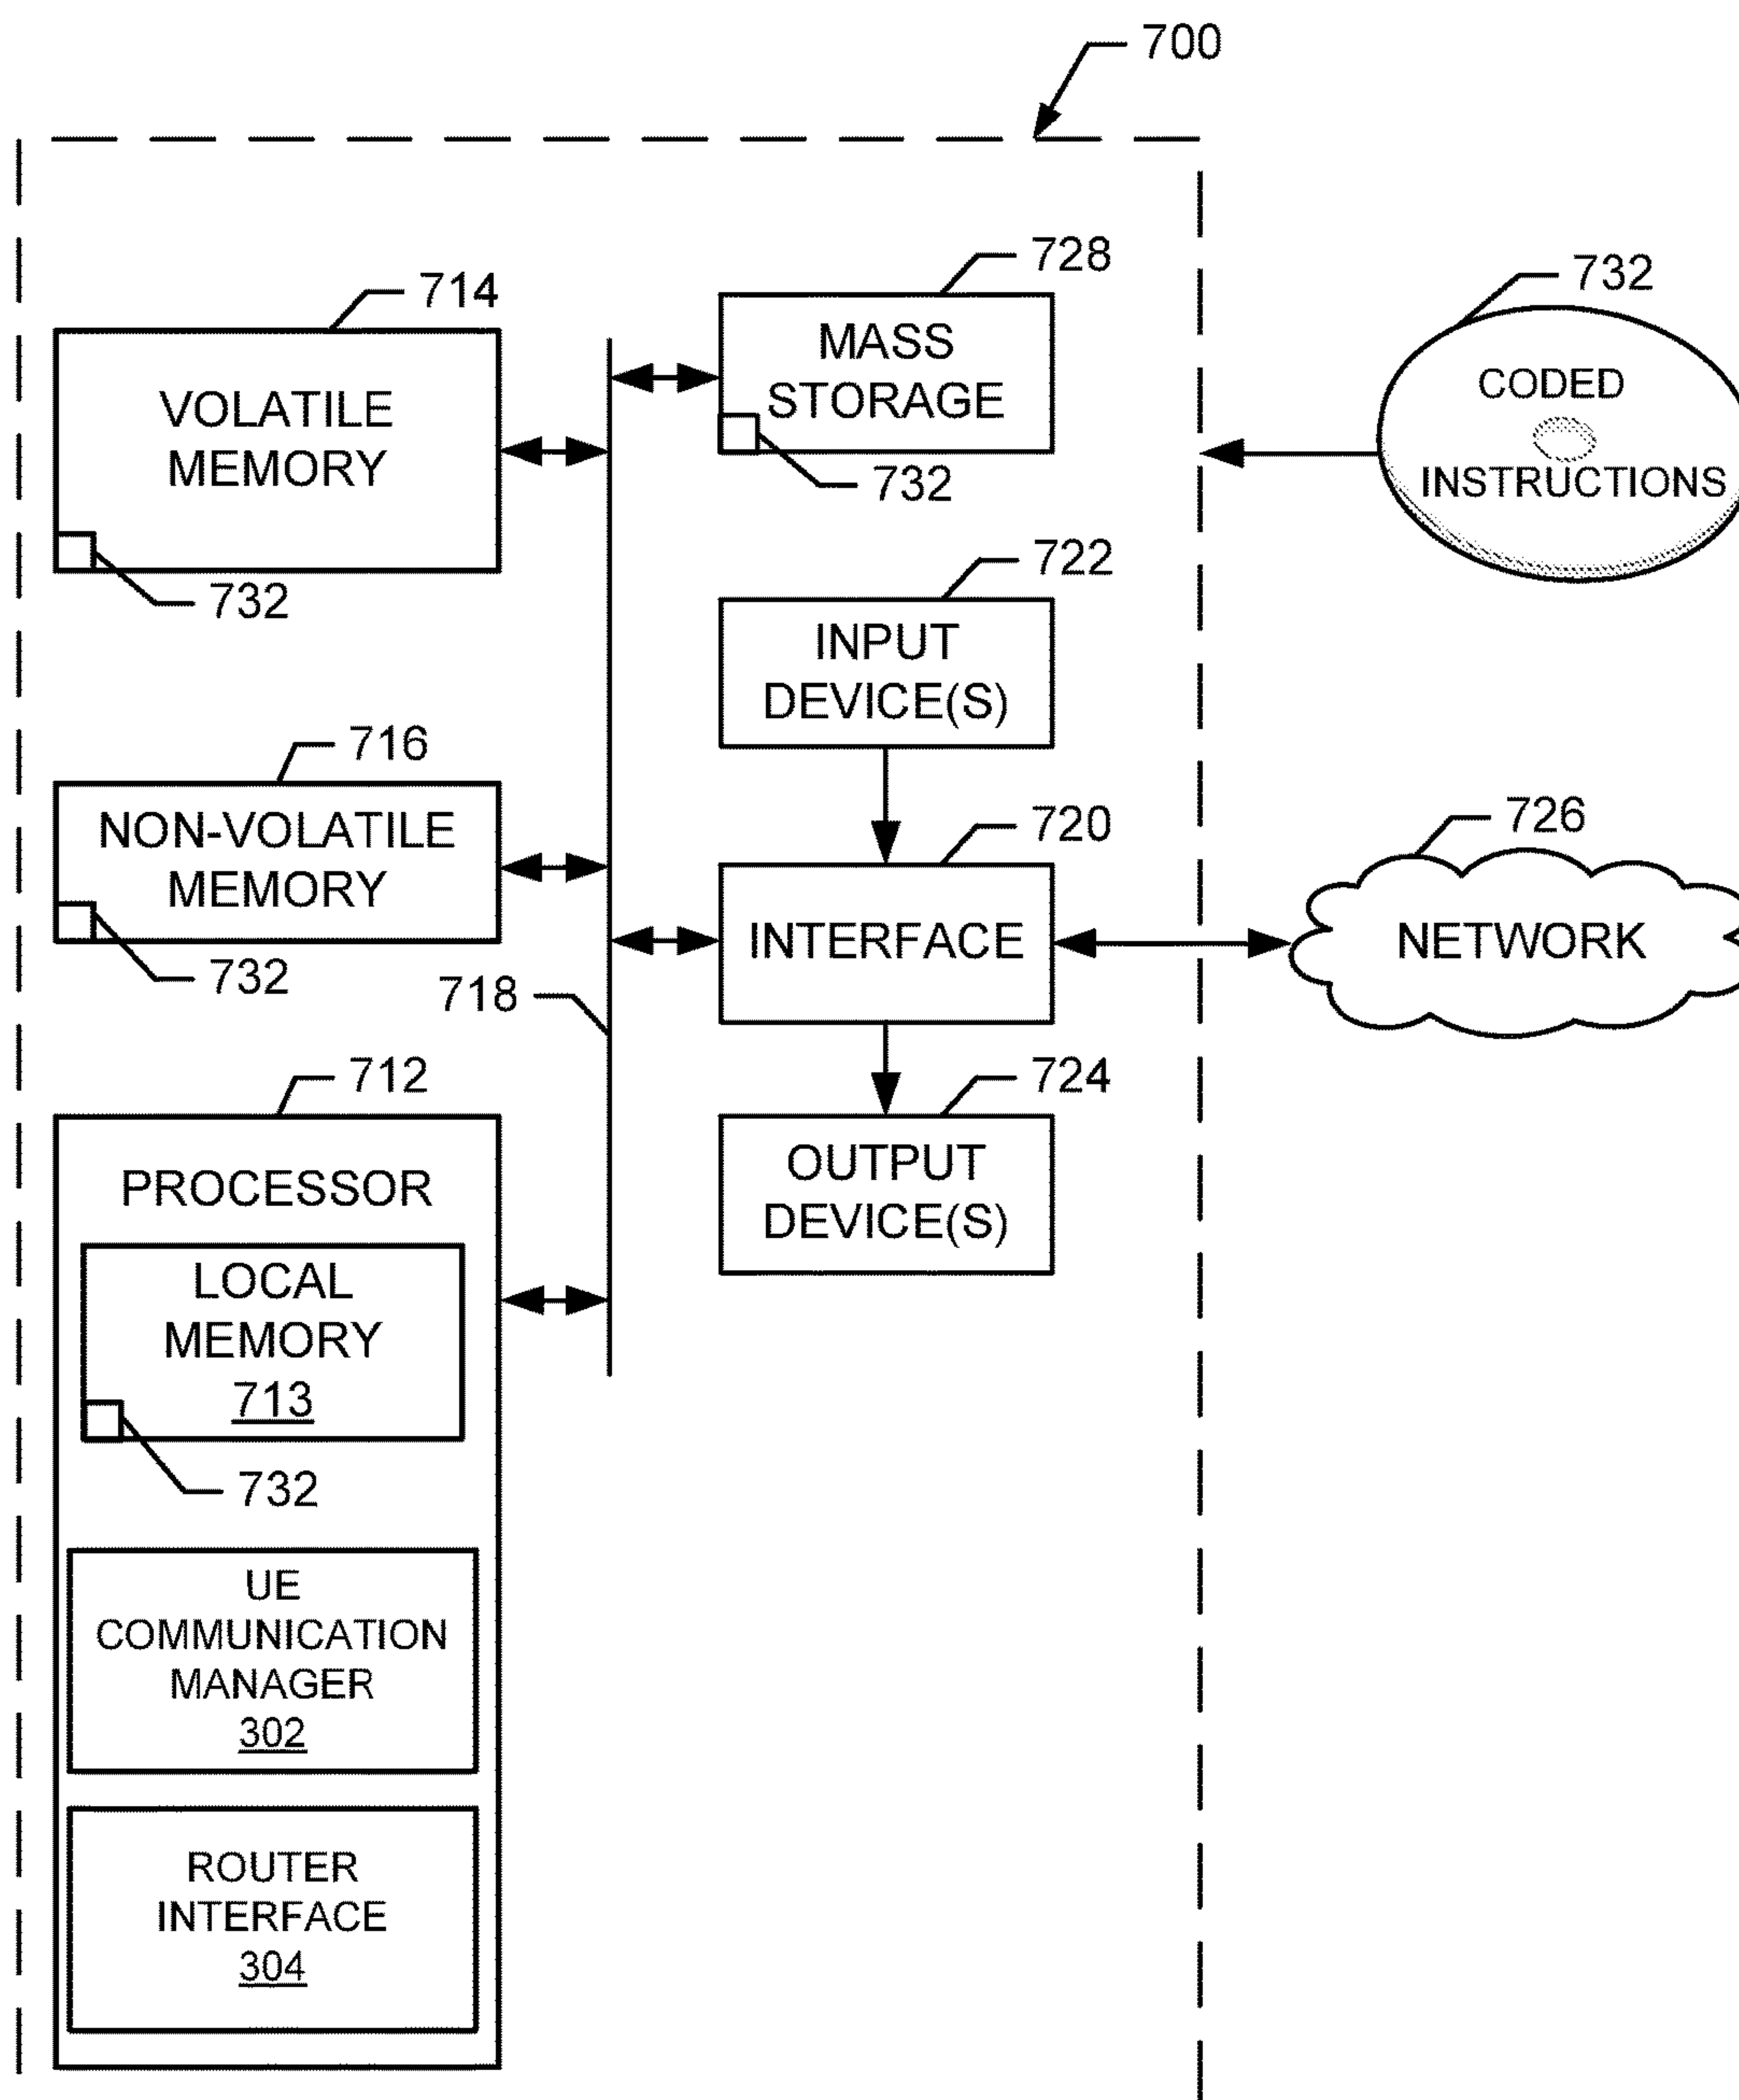 700
714
VOLATILE
MEMORY
732
728
MASS
STORAGE
732
732
CODED
INSTRUCTIONS
722
INPUT
DEVICE(S)
716
NON-VOLATILE
MEMORY
732
718
720
INTERFACE
726
NETWORK
712
PROCESSOR
LOCAL
MEMORY
713
732
724
OUTPUT
DEVICE(S)
UE
COMMUNICATION
MANAGER
302
ROUTER
INTERFACE
304